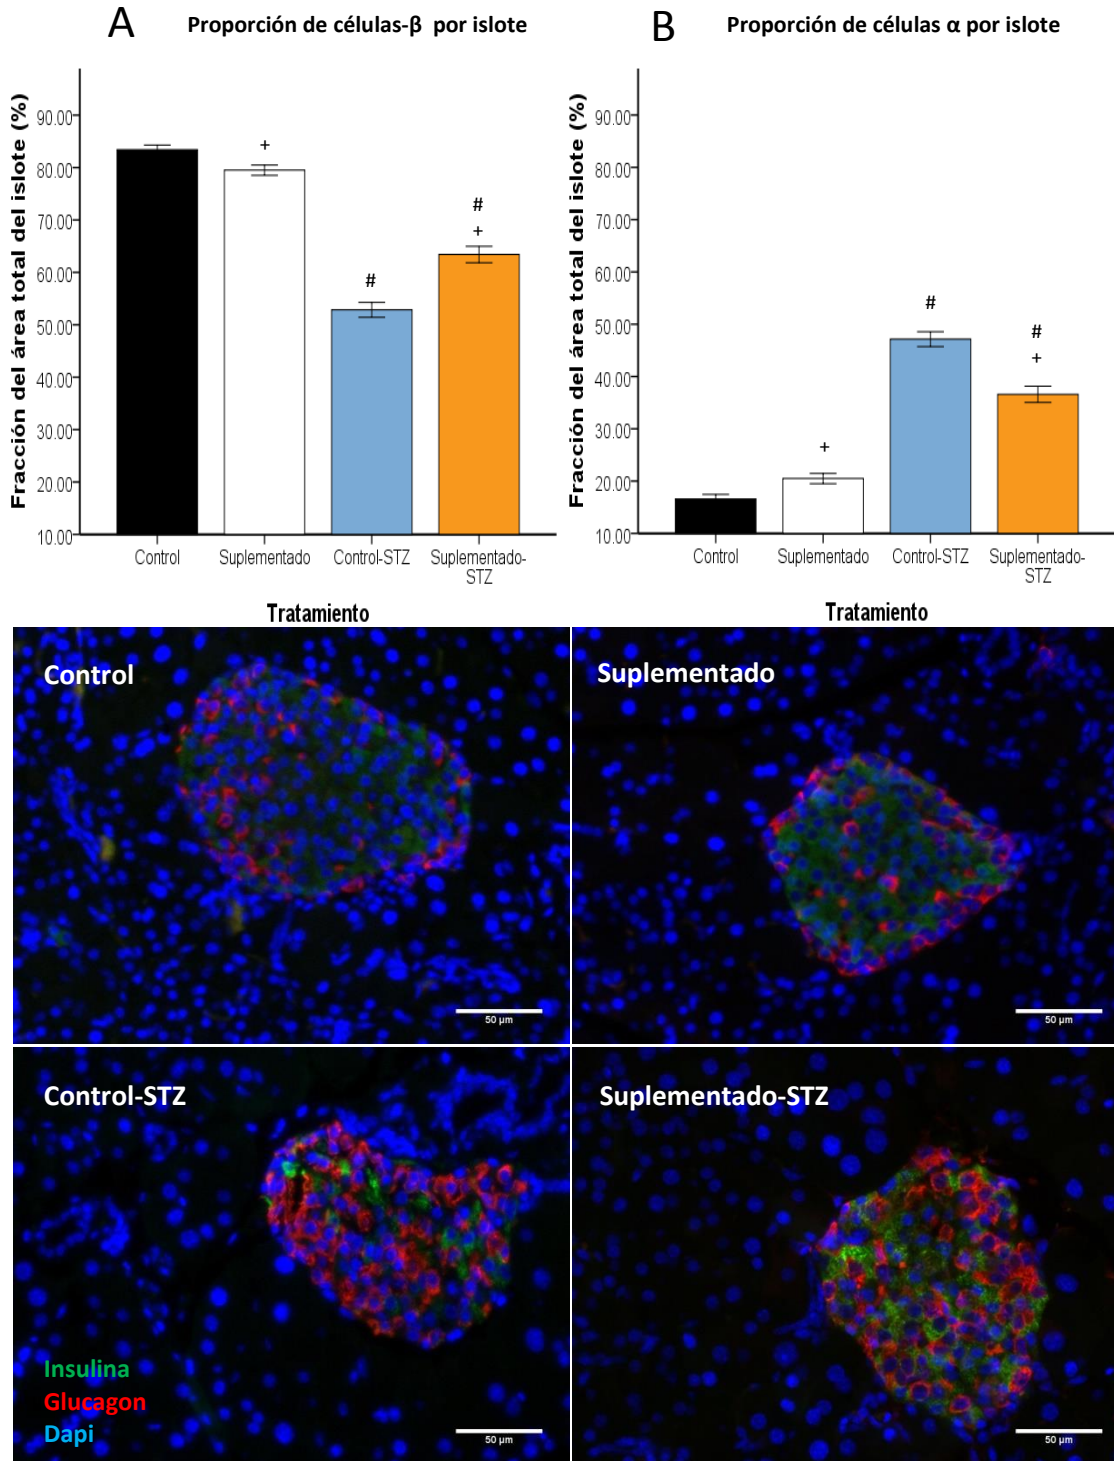 A
Proporción de células-β por islote
Fracción del área total del islote (%)
90.00
80.00
70.00
60.00
50.00
40.00
30.00
20.00
10.00
+
#
#
+
Control
Suplementado
Control-STZ
Suplementado-
STZ
Tratamiento
B
Proporción de células α por islote
Fracción del área total del islote (%)
90.00
80.00
70.00
60.00
50.00
40.00
30.00
20.00
10.00
+
#
#
+
Control
Suplementado
Control-STZ
Suplementado-
STZ
Tratamiento
Control
50 µm
Suplementado
50 µm
Control-STZ
Insulina
Glucagon
Dapi
50 µm
Suplementado-STZ
50 µm